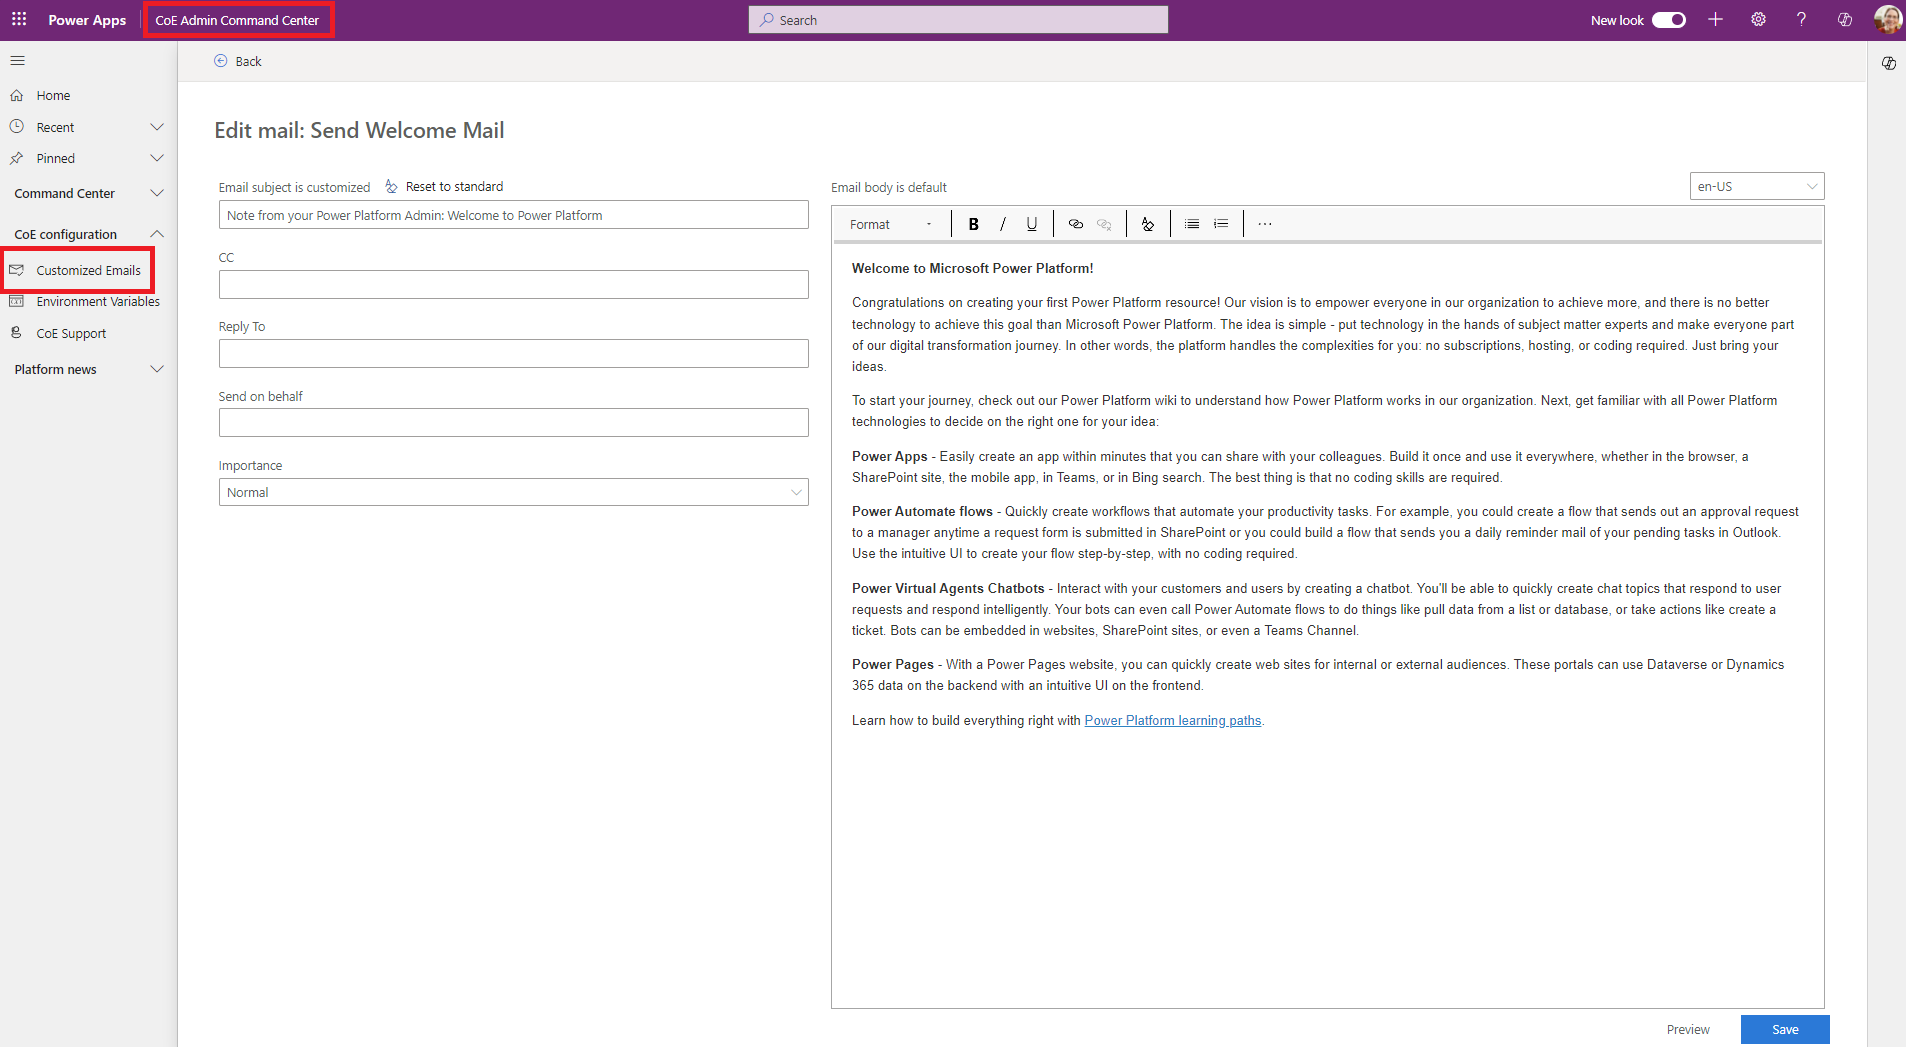 Power Apps
CoE Admin Command Center
Search
New look
Back
Home
Recent
Pinned
Command Center
CoE configuration
Customized Emails
Environment Variables
CoE Support
Platform news
Edit mail: Send Welcome Mail
Email subject is customized
Reset to standard
Note from your Power Platform Admin: Welcome to Power Platform
CC
Reply To
Send on behalf
Importance
Normal
Email body is default
en-US
Format
B I U
Welcome to Microsoft Power Platform!
Congratulations on creating your first Power Platform resource! Our vision is to empower everyone in our organization to achieve more, and there is no better
technology to achieve this goal than Microsoft Power Platform. The idea is simple - put technology in the hands of subject matter experts and make everyone part
of our digital transformation journey. In other words, the platform handles the complexities for you: no subscriptions, hosting, or coding required. Just bring your
ideas.
To start your journey, check out our Power Platform wiki to understand how Power Platform works in our organization. Next, get familiar with all Power Platform
technologies to decide on the right one for your idea:
Power Apps - Easily create an app within minutes that you can share with your colleagues. Build it once and use it everywhere, whether in the browser, a
SharePoint site, the mobile app, in Teams, or in Bing search. The best thing is that no coding skills are required.
Power Automate flows - Quickly create workflows that automate your productivity tasks. For example, you could create a flow that sends out an approval request
to a manager anytime a request form is submitted in SharePoint or you could build a flow that sends you a daily reminder mail of your pending tasks in Outlook.
Use the intuitive UI to create your flow step-by-step, with no coding required.
Power Virtual Agents Chatbots - Interact with your customers and users by creating a chatbot. You'll be able to quickly create chat topics that respond to user
requests and respond intelligently. Your bots can even call Power Automate flows to do things like pull data from a list or database, or take actions like create a
ticket. Bots can be embedded in websites, SharePoint sites, or even a Teams Channel.
Power Pages - With a Power Pages website, you can quickly create web sites for internal or external audiences. These portals can use Dataverse or Dynamics
365 data on the backend with an intuitive UI on the frontend.
Learn how to build everything right with Power Platform learning paths.
Preview
Save